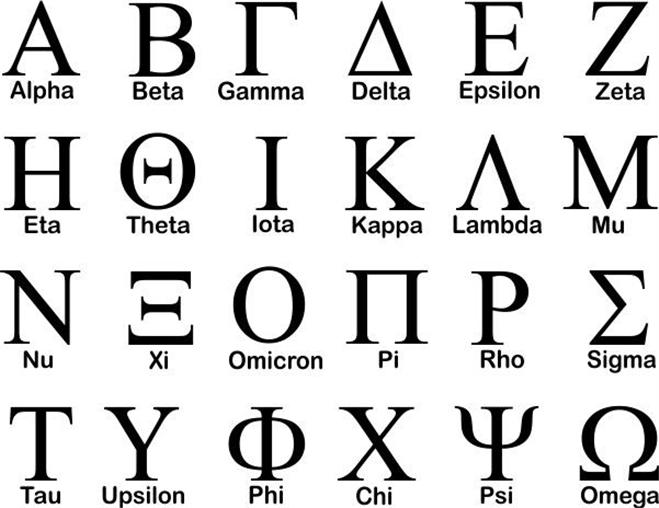 Α Β Γ Δ Ε Ζ
Alpha Beta Gamma Delta Epsilon Zeta
Η Θ Ι Κ Λ Μ
Eta Theta Iota Kappa Lambda Mu
Ν Ξ Ο Π Ρ Σ
Nu Xi Omicron Pi Rho Sigma
Τ Υ Φ Χ Ψ Ω
Tau Upsilon Phi Chi Psi Omega